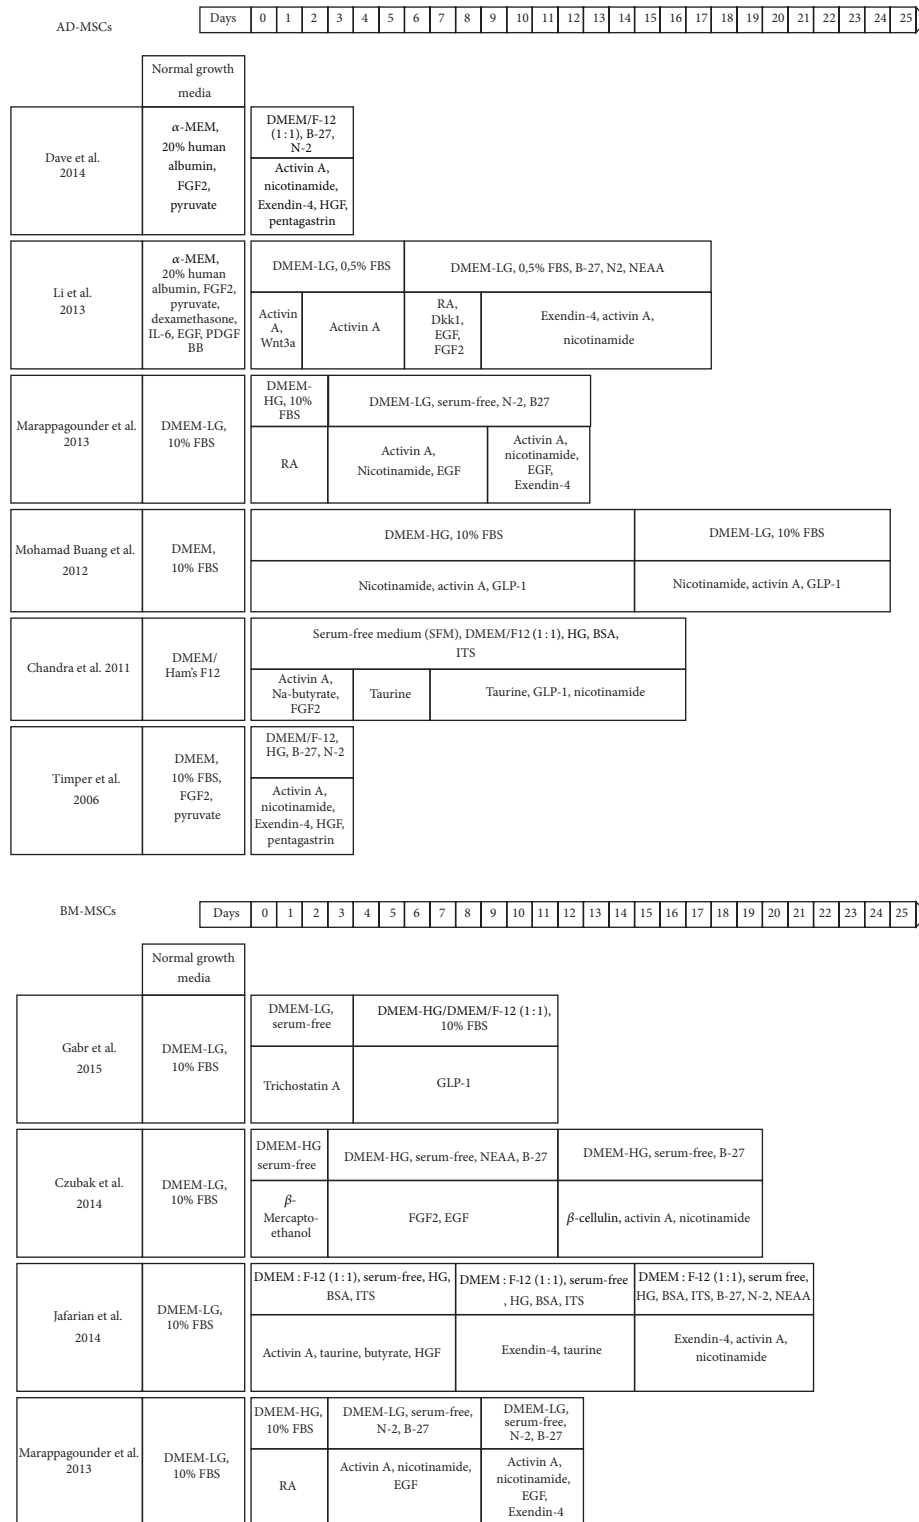 AD-MSCs
Days 0 1 2 3 4 5 6 7 8 9 10 11 12 13 14 15 16 17 18 19 20 21 22 23 24 25
Normal growth
media
Dave et al.
2014
α-MEM,
20% human
albumin,
FGF2,
pyruvate
DMEM/F-12
(1 : 1), B-27,
N-2
Activin A,
nicotinamide,
Exendin-4, HGF,
pentagastrin
Li et al.
2013
α-MEM,
20% human
albumin, FGF2,
pyruvate,
dexamethasone,
IL-6, EGF, PDGF
BB
DMEM-LG, 0,5% FBS
DMEM-LG, 0,5% FBS, B-27, N2, NEAA
Activin
A,
Wnt3a
Activin A
RA,
Dkk1,
EGF,
FGF2
Exendin-4, activin A,
nicotinamide
Marappagounder et al.
2013
DMEM-LG,
10% FBS
DMEM-
HG, 10%
FBS
DMEM-LG, serum-free, N-2, B27
RA
Activin A,
Nicotinamide, EGF
Activin A,
nicotinamide,
EGF,
Exendin-4
Mohamad Buang et al.
2012
DMEM,
10% FBS
DMEM-HG, 10% FBS
DMEM-LG, 10% FBS
Nicotinamide, activin A, GLP-1
Nicotinamide, activin A, GLP-1
Chandra et al. 2011
DMEM/
Ham's F12
Serum-free medium (SFM), DMEM/F12 (1 : 1), HG, BSA,
ITS
Activin A,
Na-butyrate,
FGF2
Taurine
Taurine, GLP-1, nicotinamide
Timper et al.
2006
DMEM,
10% FBS,
FGF2,
pyruvate
DMEM/F-12,
HG, B-27, N-2
Activin A,
nicotinamide,
Exendin-4, HGF,
pentagastrin
BM-MSCs
Days 0 1 2 3 4 5 6 7 8 9 10 11 12 13 14 15 16 17 18 19 20 21 22 23 24 25
Normal growth
media
Gabr et al.
2015
DMEM-LG,
10% FBS
DMEM-LG,
serum-free
DMEM-HG/DMEM/F-12 (1 : 1),
10% FBS
Trichostatin A
GLP-1
Czubak et al.
2014
DMEM-LG,
10% FBS
DMEM-HG
serum-free
DMEM-HG, serum-free, NEAA, B-27
DMEM-HG, serum-free, B-27
β-
Mercapto-
ethanol
FGF2, EGF
β-cellulin, activin A, nicotinamide
Jafarian et al.
2014
DMEM-LG,
10% FBS
DMEM : F-12 (1 : 1), serum-free, HG,
BSA, ITS
DMEM : F-12 (1 : 1), serum-free
, HG, BSA, ITS
DMEM : F-12 (1 : 1), serum free,
HG, BSA, ITS, B-27, N-2, NEAA
Activin A, taurine, butyrate, HGF
Exendin-4, taurine
Exendin-4, activin A,
nicotinamide
Marappagounder et al.
2013
DMEM-LG,
10% FBS
DMEM-HG,
10% FBS
DMEM-LG, serum-free,
N-2, B-27
DMEM-LG,
serum-free,
N-2, B-27
RA
Activin A, nicotinamide,
EGF
Activin A,
nicotinamide,
EGF,
Exendin-4